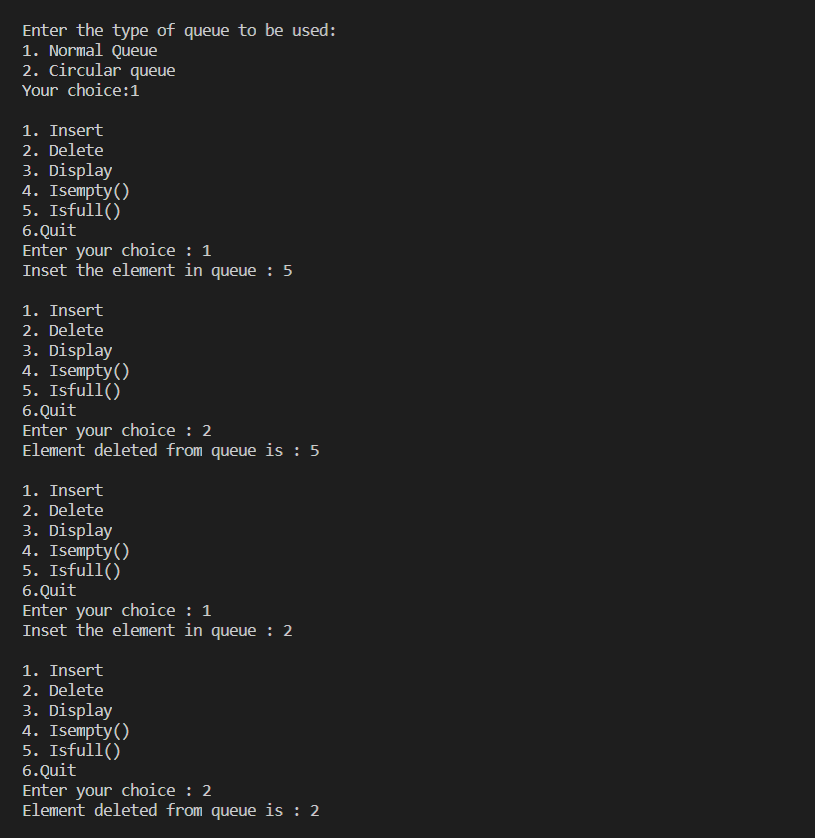 Enter the type of queue to be used:
1. Normal Queue
2. Circular queue
Your choice:1
1. Insert
2. Delete
3. Display
4. Isempty()
5. Isfull()
6.Quit
Enter your choice : 1
Inset the element in queue : 5
1. Insert
2. Delete
3. Display
4. Isempty()
5. Isfull()
6.Quit
Enter your choice : 2
Element deleted from queue is : 5
1. Insert
2. Delete
3. Display
4. Isempty()
5. Isfull()
6.Quit
Enter your choice : 1
Inset the element in queue : 2
1. Insert
2. Delete
3. Display
4. Isempty()
5. Isfull()
6.Quit
Enter your choice : 2
Element deleted from queue is : 2